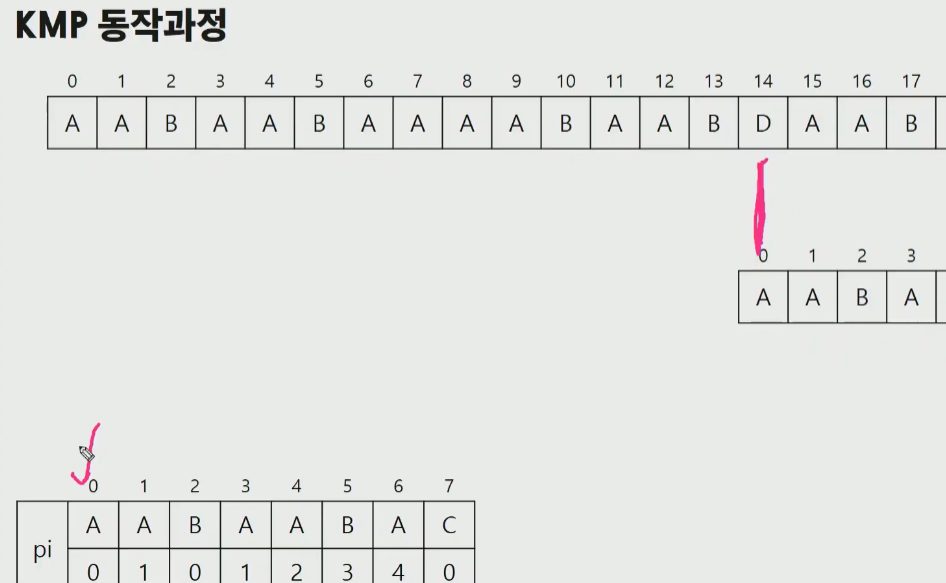 KMP 동작과정
0 1 2 3 4 5 6 7 8 9 10 11 12 13 14 15 16 17
A A B A A B A A A A B A A B D A A B
0 1 2 3
A A B A
0 1 2 3 4 5 6 7
pi A A B A A B A C
0 1 0 1 2 3 4 0